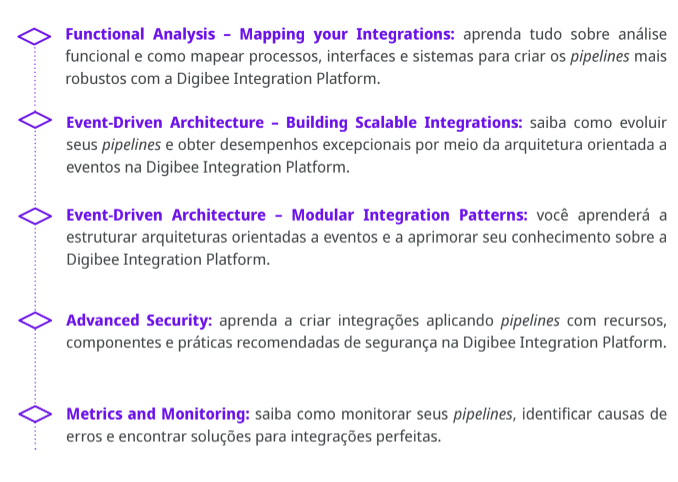 Functional Analysis – Mapping your Integrations: aprenda tudo sobre análise
funcional e como mapear processos, interfaces e sistemas para criar os pipelines mais
robustos com a Digibee Integration Platform.
Event-Driven Architecture – Building Scalable Integrations: saiba como evoluir
seus pipelines e obter desempenhos excepcionais por meio da arquitetura orientada a
eventos na Digibee Integration Platform.
Event-Driven Architecture – Modular Integration Patterns: você aprenderá a
estruturar arquiteturas orientadas a eventos e a aprimorar seu conhecimento sobre a
Digibee Integration Platform.
Advanced Security: aprenda a criar integrações aplicando pipelines com recursos,
componentes e práticas recomendadas de segurança na Digibee Integration Platform.
Metrics and Monitoring: saiba como monitorar seus pipelines, identificar causas de
erros e encontrar soluções para integrações perfeitas.